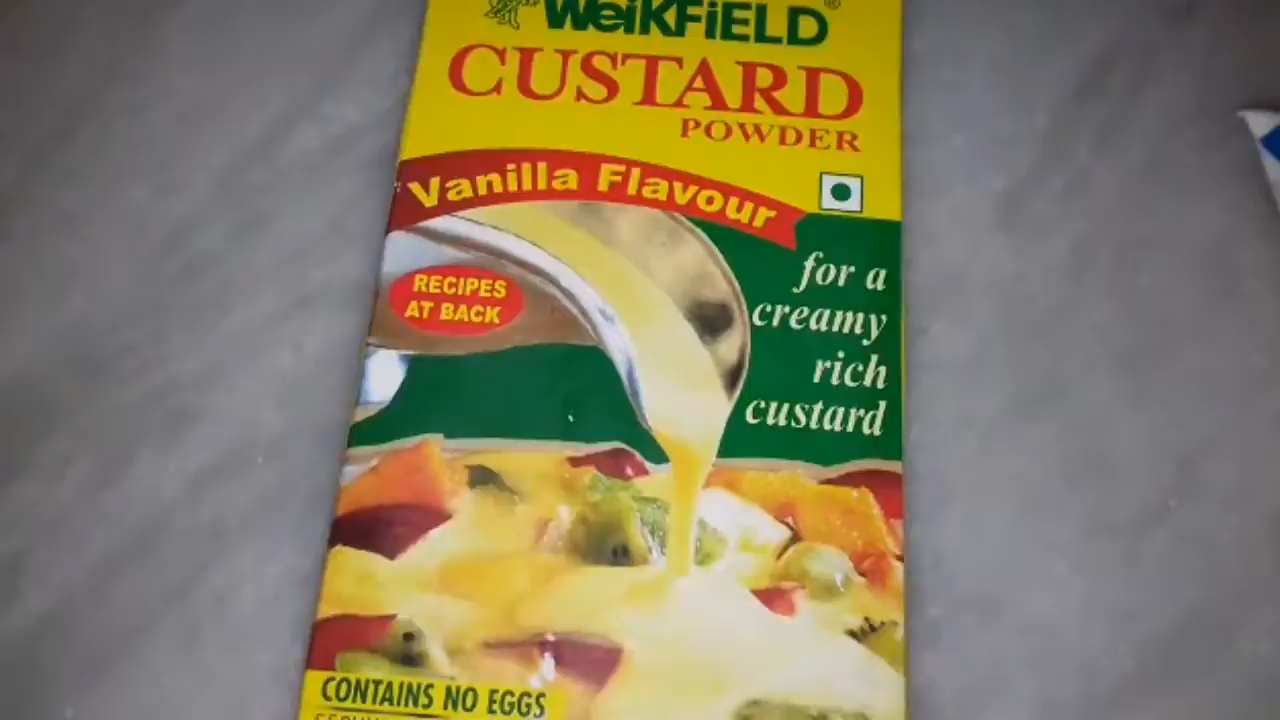 WeiKFiELD®
CUSTARD
POWDER
Vanilla Flavour
RECIPES
AT BACK
for a
creamy
rich
custard
CONTAINS NO EGGS